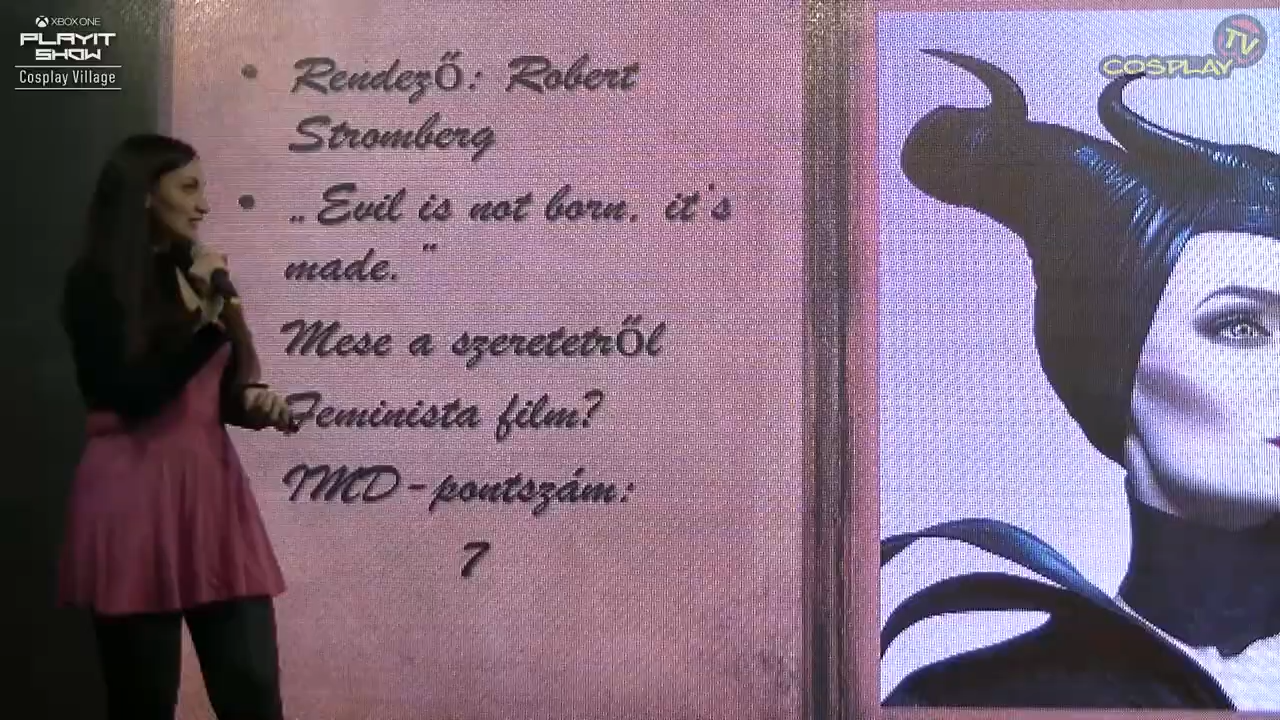 XBOX ONE
PLAYIT
SHOW
Cosplay Village
TV
COSPLAY
• Rendező: Robert
Stromberg
• „Evil is not born, it's
made.”
Mese a szeretetről
Feminista film?
IMD-pontszám:
7